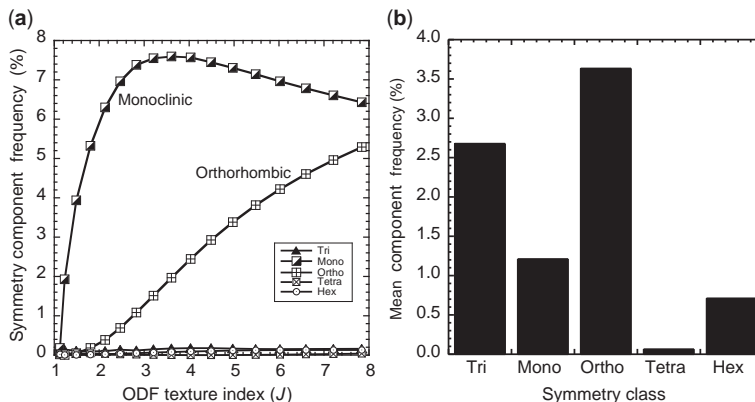 (a)
8
7
6
5
4
3
2
1
0
Symmetry component frequency (%)
Monoclinic
Orthorhombic
Tri
Mono
Ortho
Tetra
Hex
1 2 3 4 5 6 7 8
ODF texture index (J)
(b)
4.0
3.5
3.0
2.5
2.0
1.5
1.0
0.5
0.0
Mean component frequency (%)
Tri Mono Ortho Tetra Hex
Symmetry class